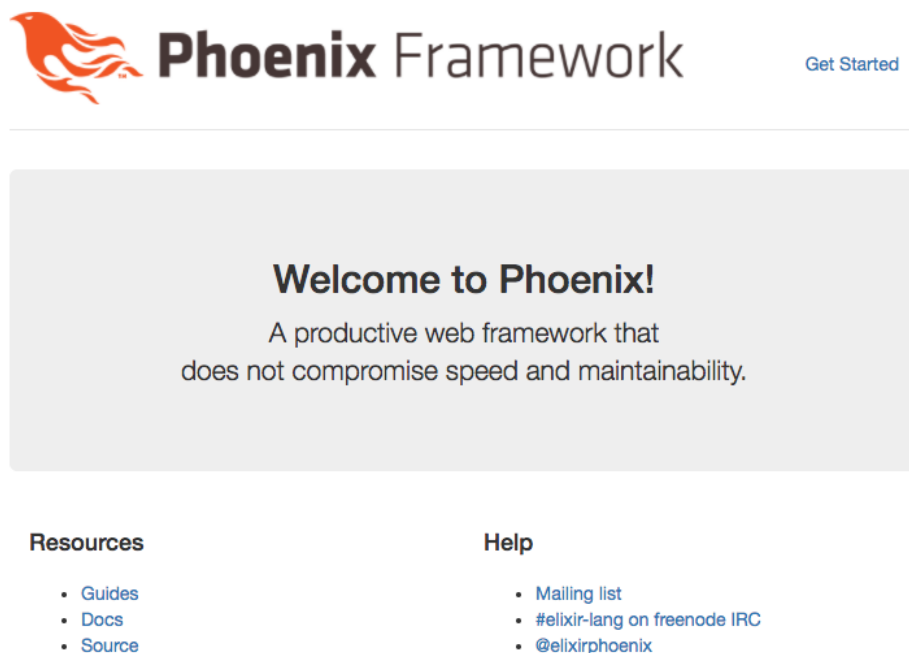 Phoenix Framework
Get Started
Welcome to Phoenix!
A productive web framework that
does not compromise speed and maintainability.
Resources
Guides
Docs
Source
Help
Mailing list
#elixir-lang on freenode IRC
@elixirphoenix